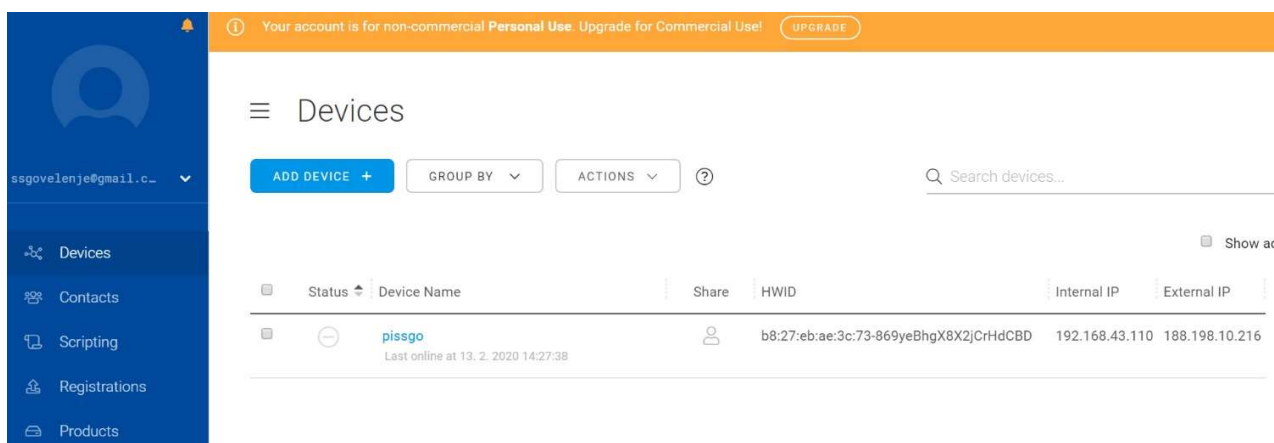 Your account is for non-commercial Personal Use. Upgrade for Commercial Use! UPGRADE
Devices
ssgovelenje@gmail.c…
ADD DEVICE +
GROUP BY
ACTIONS
?
Search devices...
Show
Devices
Contacts
Scripting
Registrations
Products
Status Device Name Share HWID Internal IP External IP
pissgo b8:27:eb:ae:3c:73-869yeBhgX8X2jCrHdCBD 192.168.43.110 188.198.10.216
Last online at 13. 2. 2020 14:27:38